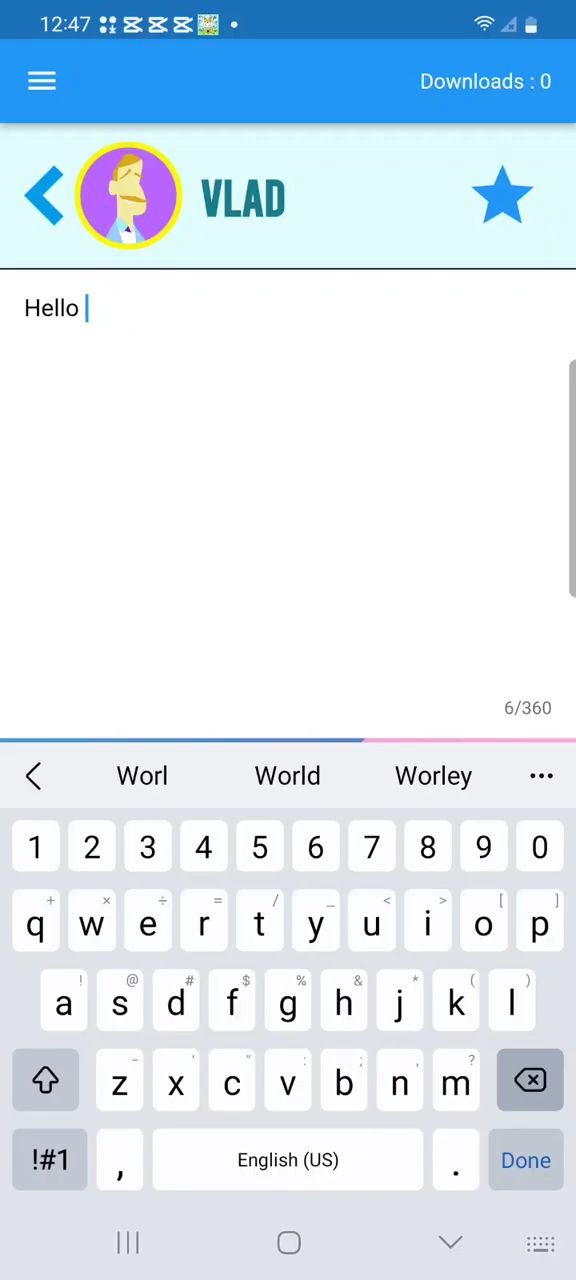 12:47
Downloads : 0
VLAD
Hello
6/360
Worl World Worley ...
1 2 3 4 5 6 7 8 9 0
+ × ÷ = / _ < > [ ]
q w e r t y u i o p
! @ # $ % & * ( )
a s d f g h j k l
- ' " : ; , ?
z x c v b n m
!#1 , English (US) . Done